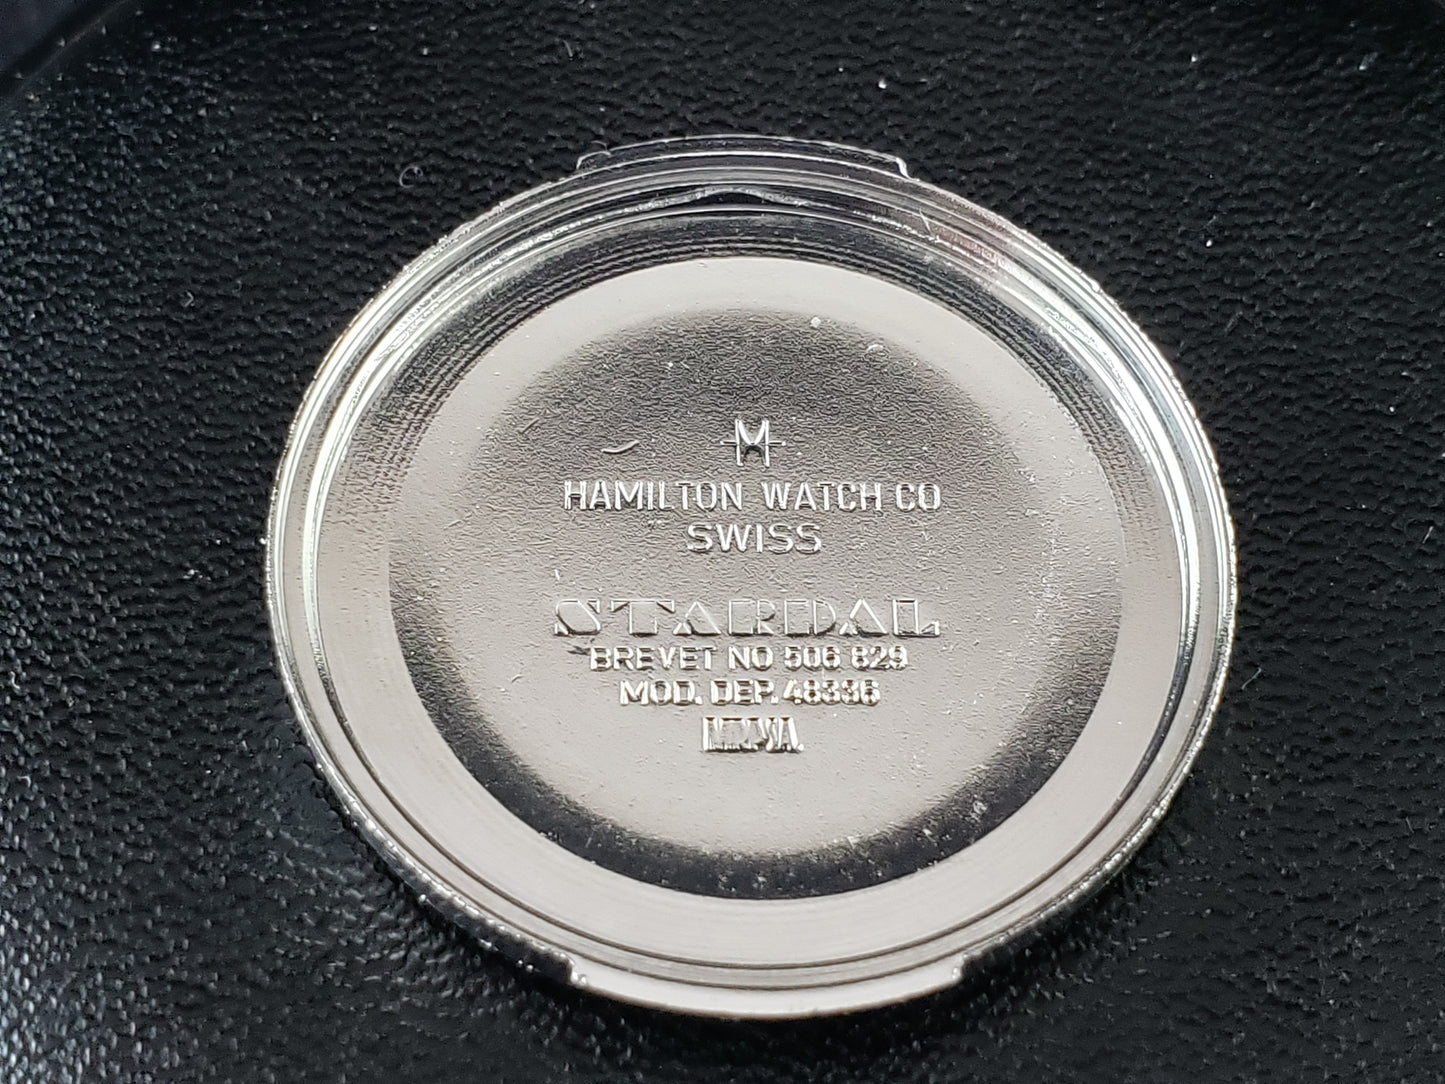 H
HAMILTON WATCH CO
SWISS
STARDAL
BREVET NO 506 829
MOD. DEP. 48336